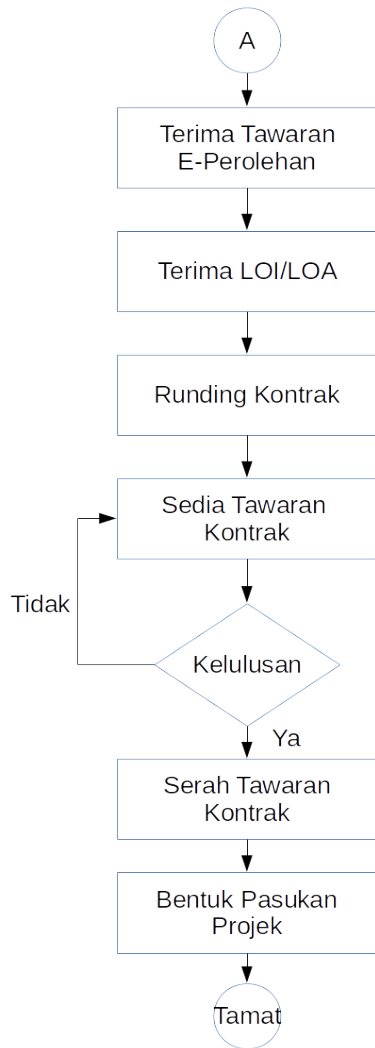 A
Terima Tawaran
E-Perolehan
Terima LOI/LOA
Runding Kontrak
Sedia Tawaran
Kontrak
Tidak
Kelulusan
Ya
Serah Tawaran
Kontrak
Bentuk Pasukan
Projek
Tamat